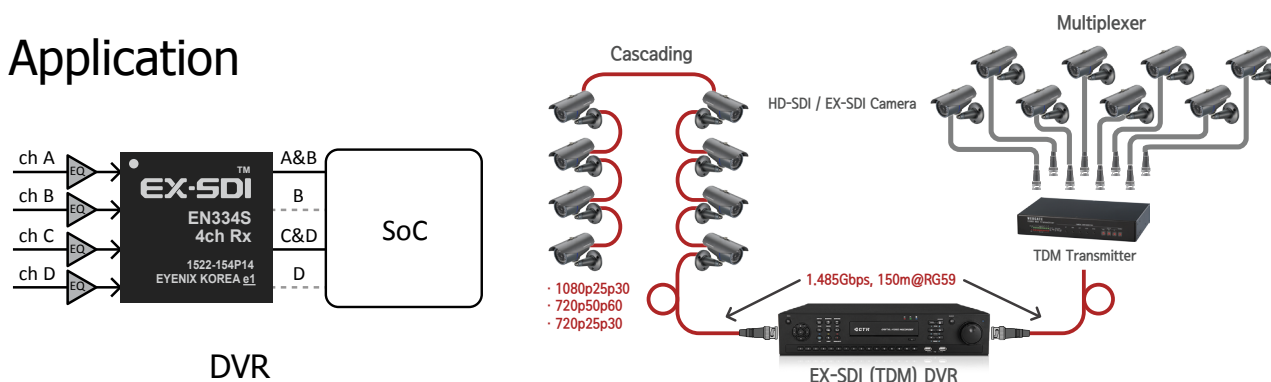 Application
ch A
EQ
A&B
ch B
EQ
B
ch C
EQ
C&D
ch D
EQ
D
EX-SDI™
EN334S
4ch Rx
1522-154P14
EYENIX KOREA e1
SoC
DVR
Cascading
· 1080p25p30
· 720p50p60
· 720p25p30
HD-SDI / EX-SDI Camera
Multiplexer
TDM Transmitter
1.485Gbps, 150m@RG59
EX-SDI (TDM) DVR